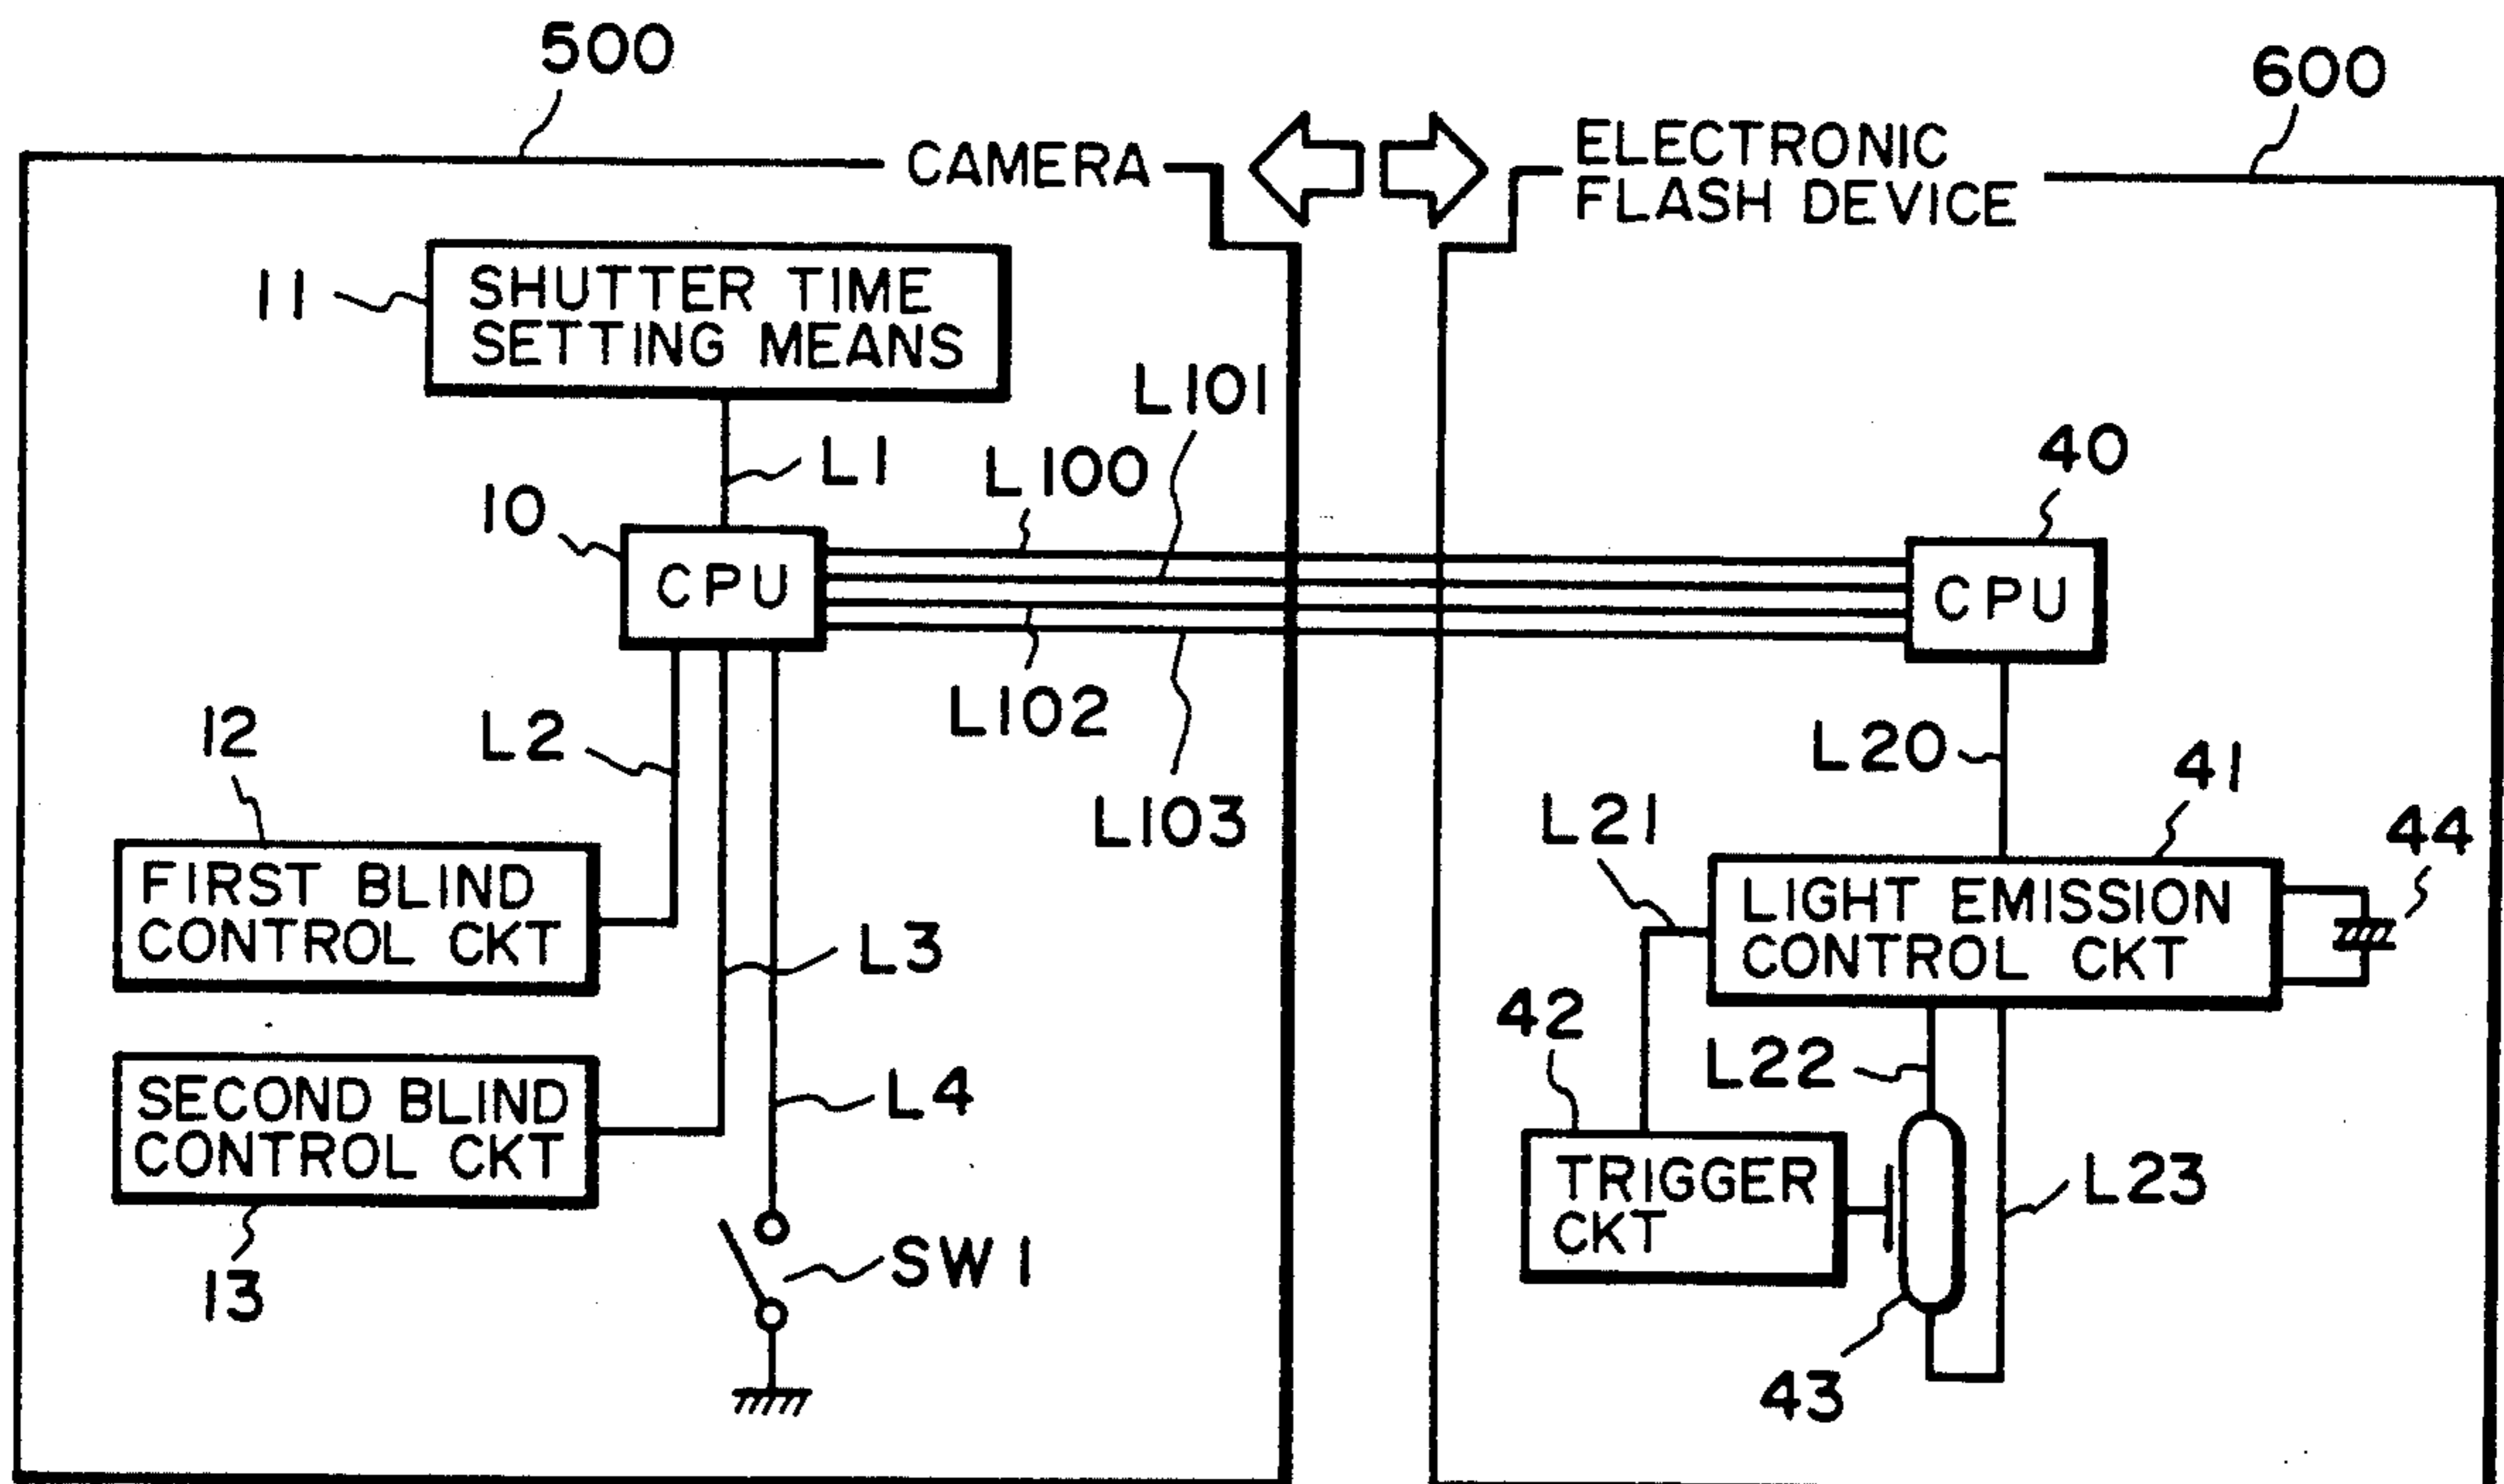 500
600
CAMERA
ELECTRONIC
FLASH DEVICE
11
SHUTTER TIME
SETTING MEANS
L101
L1
L100
10
CPU
40
CPU
L102
L103
12
L2
L20
41
44
L21
FIRST BLIND
CONTROL CKT
LIGHT EMISSION
CONTROL CKT
L3
42
L22
SECOND BLIND
CONTROL CKT
L4
TRIGGER
CKT
L23
13
SW1
43